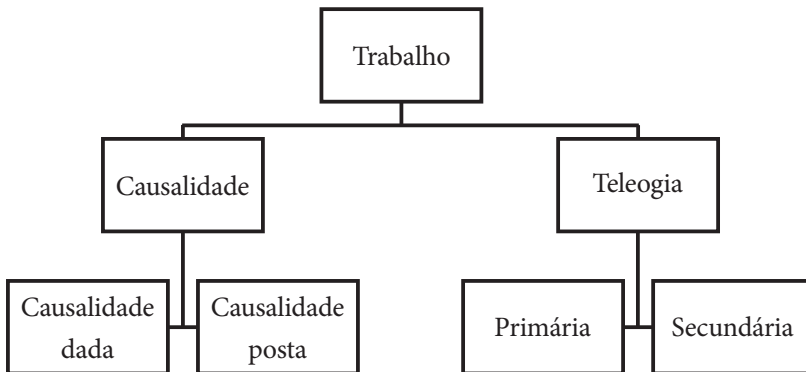 Trabalho
Causalidade
Teleogia
Causalidade
dada
Causalidade
posta
Primária
Secundária